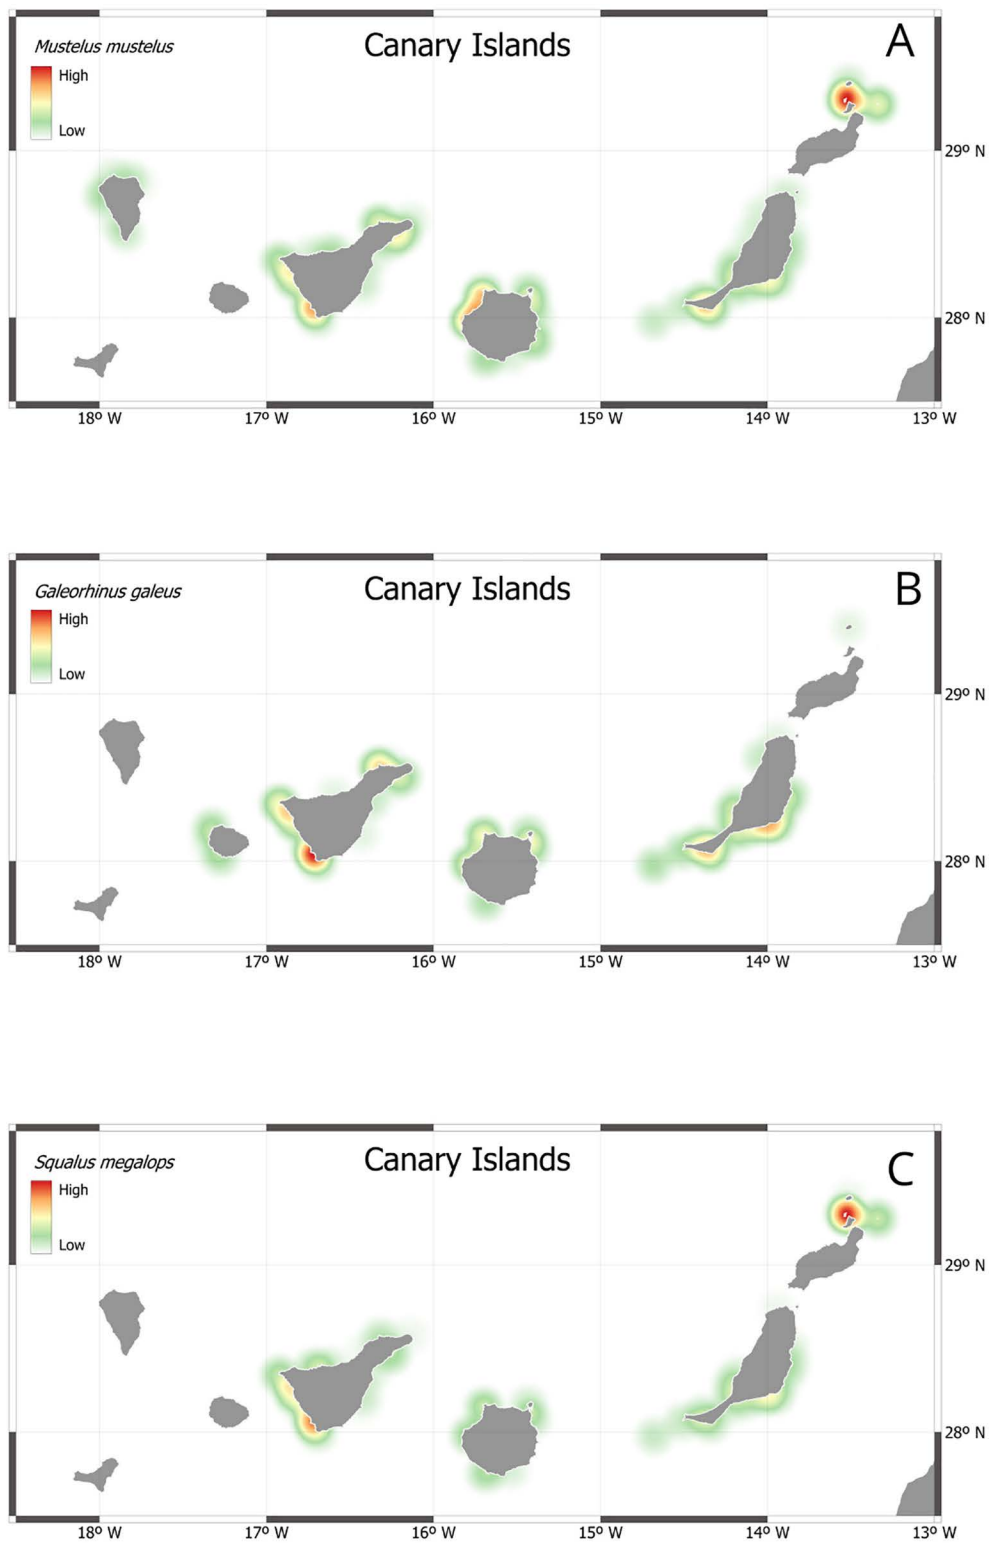 Mustelus mustelus
Canary Islands
A
High
Low
29º N
28º N
18º W 17º W 16º W 15º W 14º W 13º W
Galeorhinus galeus
Canary Islands
B
High
Low
29º N
28º N
18º W 17º W 16º W 15º W 14º W 13º W
Squalus megalops
Canary Islands
C
High
Low
29º N
28º N
18º W 17º W 16º W 15º W 14º W 13º W